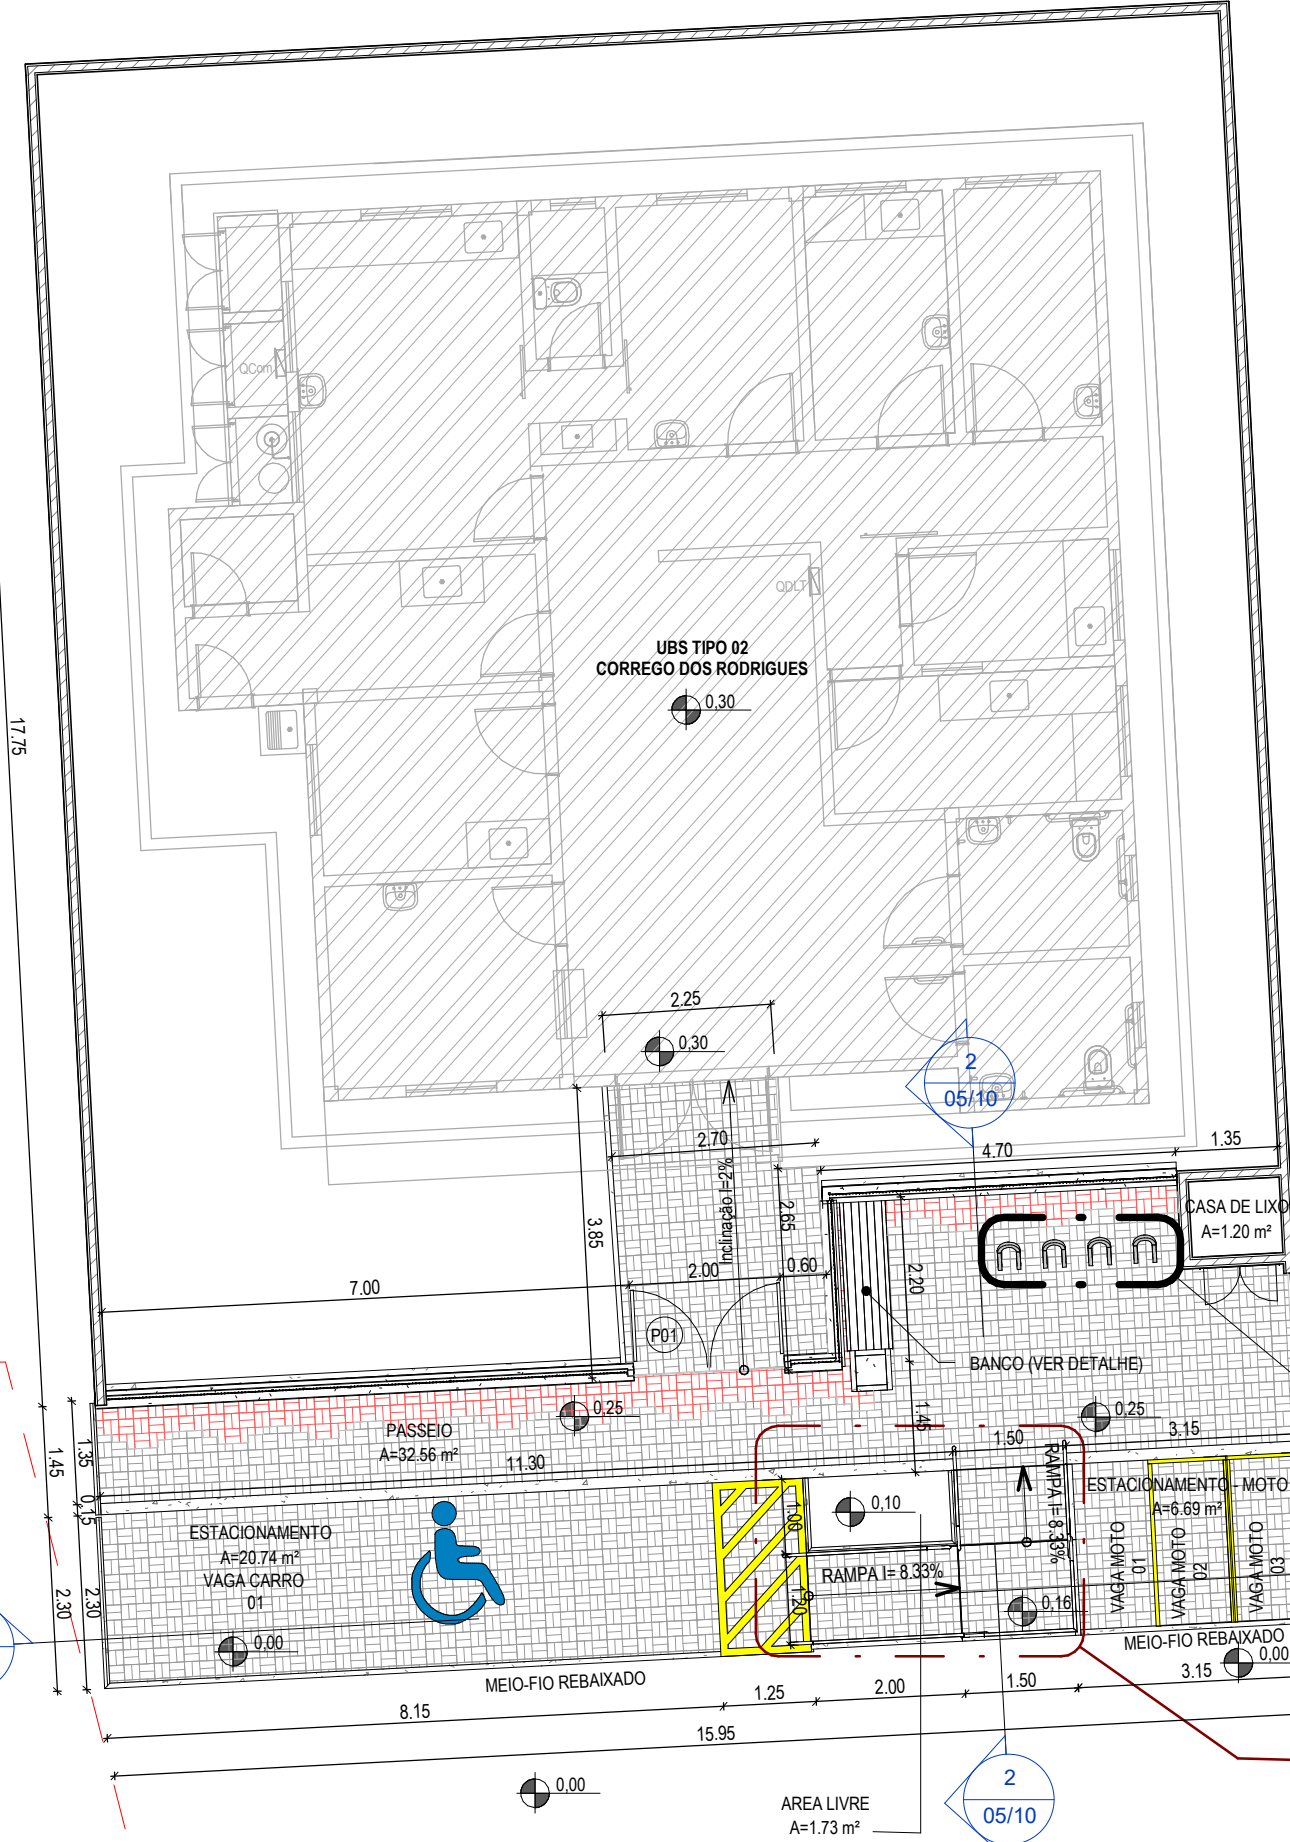 QCom
QDLT
UBS TIPO 02
CORREGO DOS RODRIGUES
0,30
17.75
2.25
0,30
2
05/10
2.70
4.70
1.35
Inclinação I=2%
2.65
3.85
CASA DE LIXO
A=1.20 m²
7.00
2.00
0.60
2.20
P01
BANCO (VER DETALHE)
0,25
0,25
PASSEIO
A=32.56 m²
11.30
1.45
1.50
3.15
1.45
1.35
0.15
RAMPA I= 8.33%
ESTACIONAMENTO - MOTO
A=6.69 m²
ESTACIONAMENTO
A=20.74 m²
VAGA CARRO
01
1.00
0,10
RAMPA I= 8.33%
1.20
0,16
VAGA MOTO
01
VAGA MOTO
02
VAGA MOTO
03
2.30
2.30
0,00
MEIO-FIO REBAIXADO
MEIO-FIO REBAIXADO
0,00
8.15
1.25
2.00
1.50
3.15
15.95
0,00
AREA LIVRE
A=1.73 m²
2
05/10